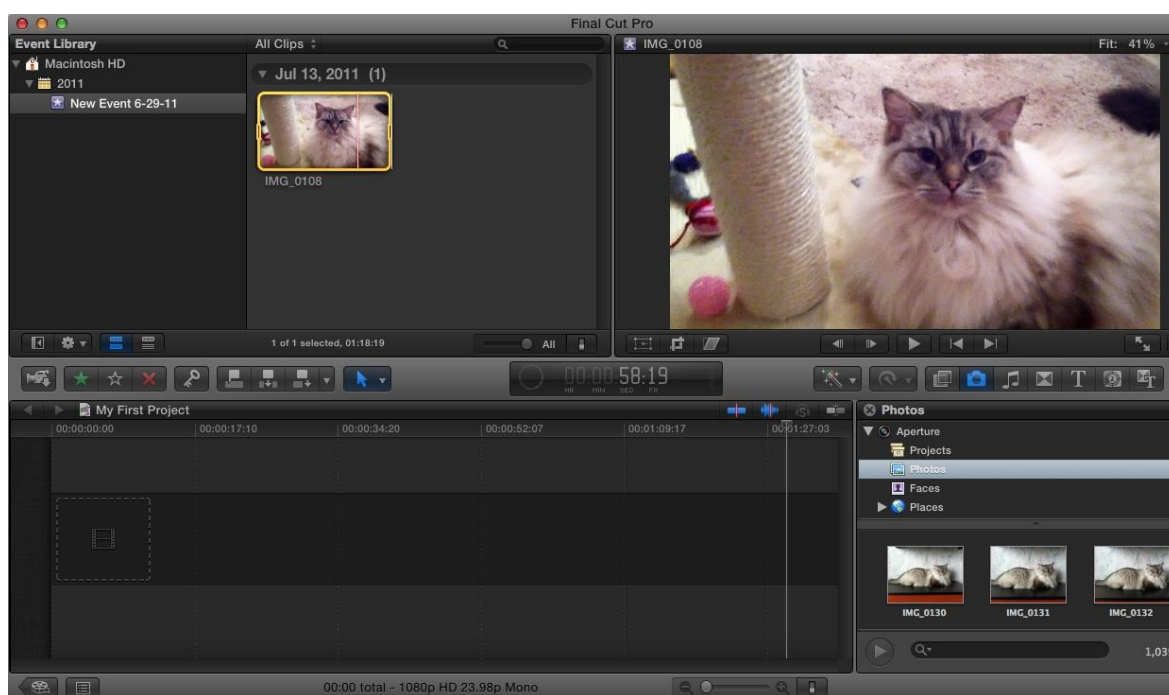 Final Cut Pro
Event Library
All Clips
IMG_0108
Fit: 41%
Macintosh HD
2011
New Event 6-29-11
Jul 13, 2011 (1)
IMG_0108
1 of 1 selected, 01:18:19
All
00:00:58:19
HR MIN SEC FR
T
My First Project
00:00:00:00
00:00:17:10
00:00:34:20
00:00:52:07
00:01:09:17
00:01:27:03
Photos
Aperture
Projects
Photos
Faces
Places
IMG_0130
IMG_0131
IMG_0132
00:00 total - 1080p HD 23.98p Mono